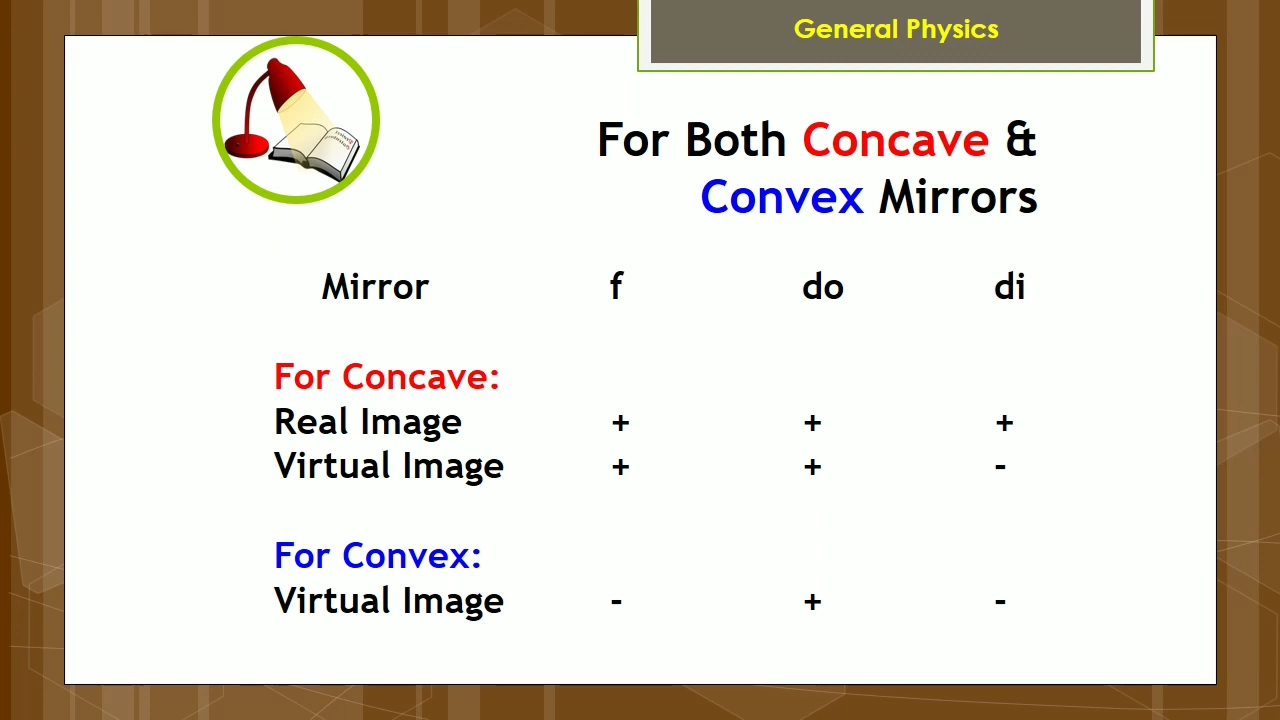 General Physics
For Both Concave &
Convex Mirrors
Mirror f do di
For Concave:
Real Image + + +
Virtual Image + + -
For Convex:
Virtual Image - + -